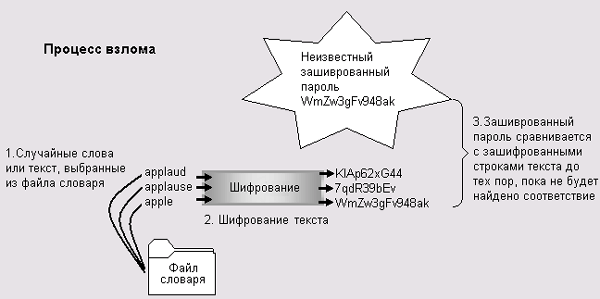 Процесс взлома
Неизвестный
зашиврованный
пароль
WmZw3gFv948ak
1.Случайные слова
или текст, выбранные
из файла словаря
applaud
applause
apple
Шифрование
KIAp62xG44
7qdR39bEv
WmZw3gFv948ak
2. Шифрование текста
3.Зашиврованный
пароль сравнивается
с зашифрованными
строками текста до
тех пор, пока не будет
найдено соответствие
Файл
словаря